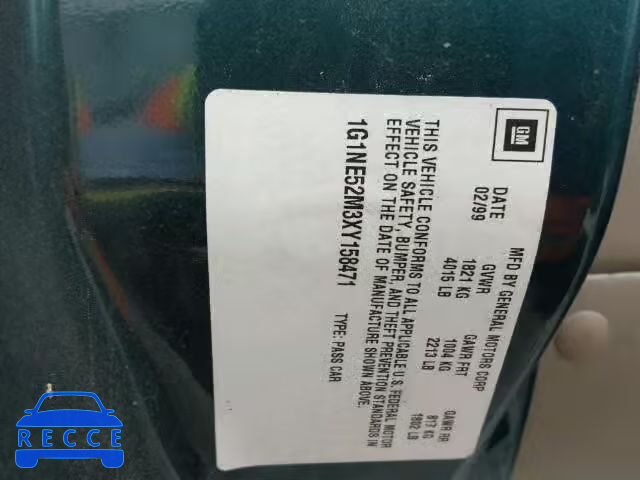 GM
MFD BY GENERAL MOTORS CORP
DATE GVWR GAWR FRT GAWR RR
02/99 1821 KG 1004 KG 817 KG
4015 LB 2213 LB 1802 LB
THIS VEHICLE CONFORMS TO ALL APPLICABLE U.S. FEDERAL MOTOR
VEHICLE SAFETY, BUMPER, AND THEFT PREVENTION STANDARDS IN
EFFECT ON THE DATE OF MANUFACTURE SHOWN ABOVE.
1G1NE52M3XY158471 TYPE: PASS CAR